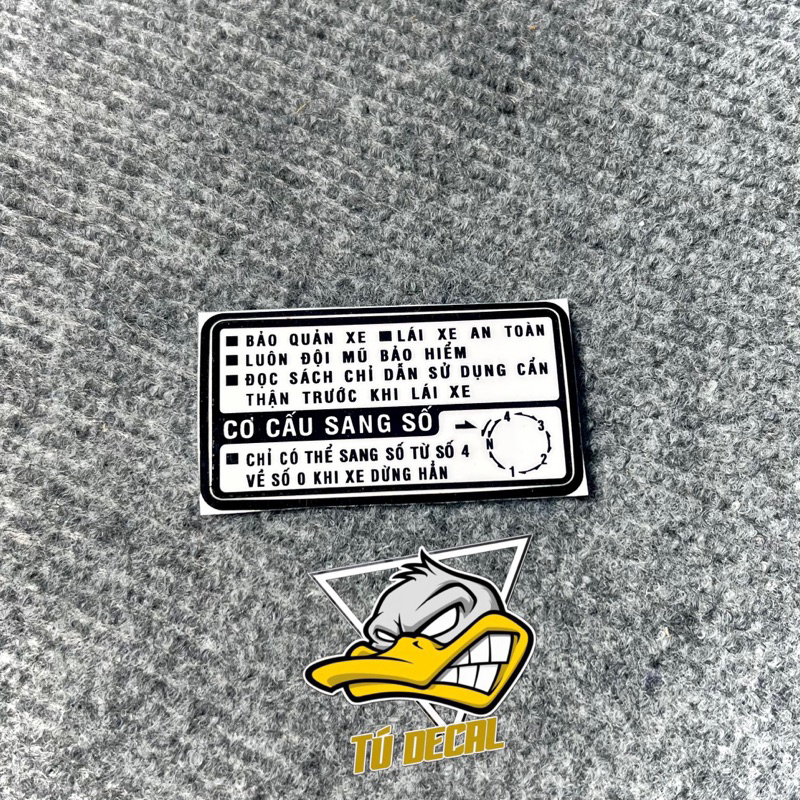 ■ BẢO QUẢN XE ■ LÁI XE AN TOÀN
■ LUÔN ĐỘI MŨ BẢO HIỂM
■ ĐỌC SÁCH CHỈ DẪN SỬ DỤNG CẨN
THẬN TRƯỚC KHI LÁI XE
CƠ CẤU SANG SỐ
■ CHỈ CÓ THỂ SANG SỐ TỪ SỐ 4
VỀ SỐ 0 KHI XE DỪNG HẲN
N 4 3
1 2
TÚ DECAL